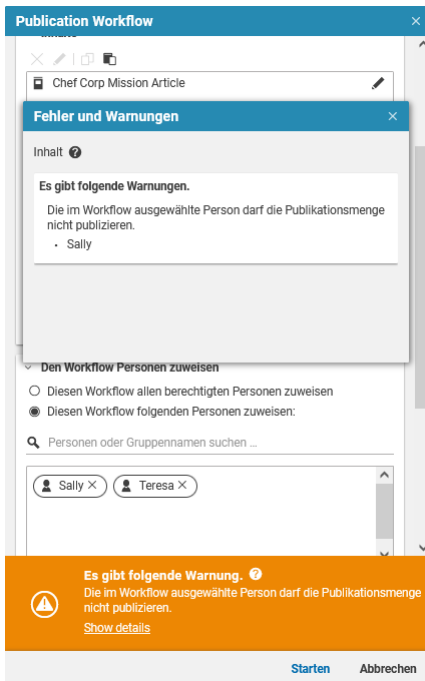 Publication Workflow
Chef Corp Mission Article
Fehler und Warnungen
Inhalt
Es gibt folgende Warnungen.
Die im Workflow ausgewählte Person darf die Publikationsmenge
nicht publizieren.
• Sally
Den Workflow Personen zuweisen
Diesen Workflow allen berechtigten Personen zuweisen
Diesen Workflow folgenden Personen zuweisen:
Personen oder Gruppennamen suchen ...
Sally Teresa
Es gibt folgende Warnung.
Die im Workflow ausgewählte Person darf die Publikationsmenge
nicht publizieren.
Show details
Starten Abbrechen